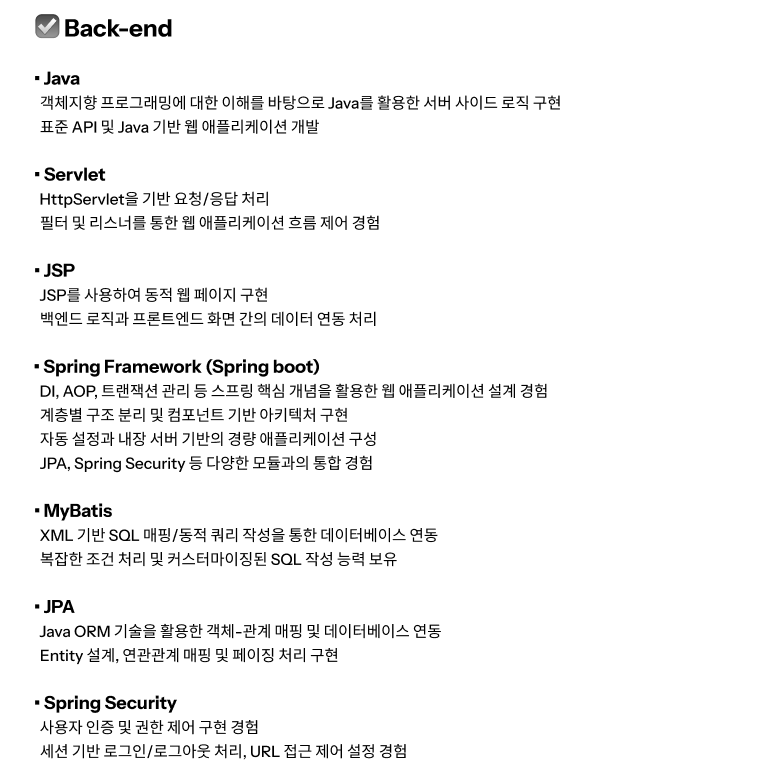 Back-end
▪ Java
객체지향 프로그래밍에 대한 이해를 바탕으로 Java를 활용한 서버 사이드 로직 구현
표준 API 및 Java 기반 웹 애플리케이션 개발
▪ Servlet
HttpServlet을 기반 요청/응답 처리
필터 및 리스너를 통한 웹 애플리케이션 흐름 제어 경험
▪ JSP
JSP를 사용하여 동적 웹 페이지 구현
백엔드 로직과 프론트엔드 화면 간의 데이터 연동 처리
▪ Spring Framework (Spring boot)
DI, AOP, 트랜잭션 관리 등 스프링 핵심 개념을 활용한 웹 애플리케이션 설계 경험
계층별 구조 분리 및 컴포넌트 기반 아키텍처 구현
자동 설정과 내장 서버 기반의 경량 애플리케이션 구성
JPA, Spring Security 등 다양한 모듈과의 통합 경험
▪ MyBatis
XML 기반 SQL 매핑/동적 쿼리 작성을 통한 데이터베이스 연동
복잡한 조건 처리 및 커스터마이징된 SQL 작성 능력 보유
▪ JPA
Java ORM 기술을 활용한 객체-관계 매핑 및 데이터베이스 연동
Entity 설계, 연관관계 매핑 및 페이징 처리 구현
▪ Spring Security
사용자 인증 및 권한 제어 구현 경험
세션 기반 로그인/로그아웃 처리, URL 접근 제어 설정 경험